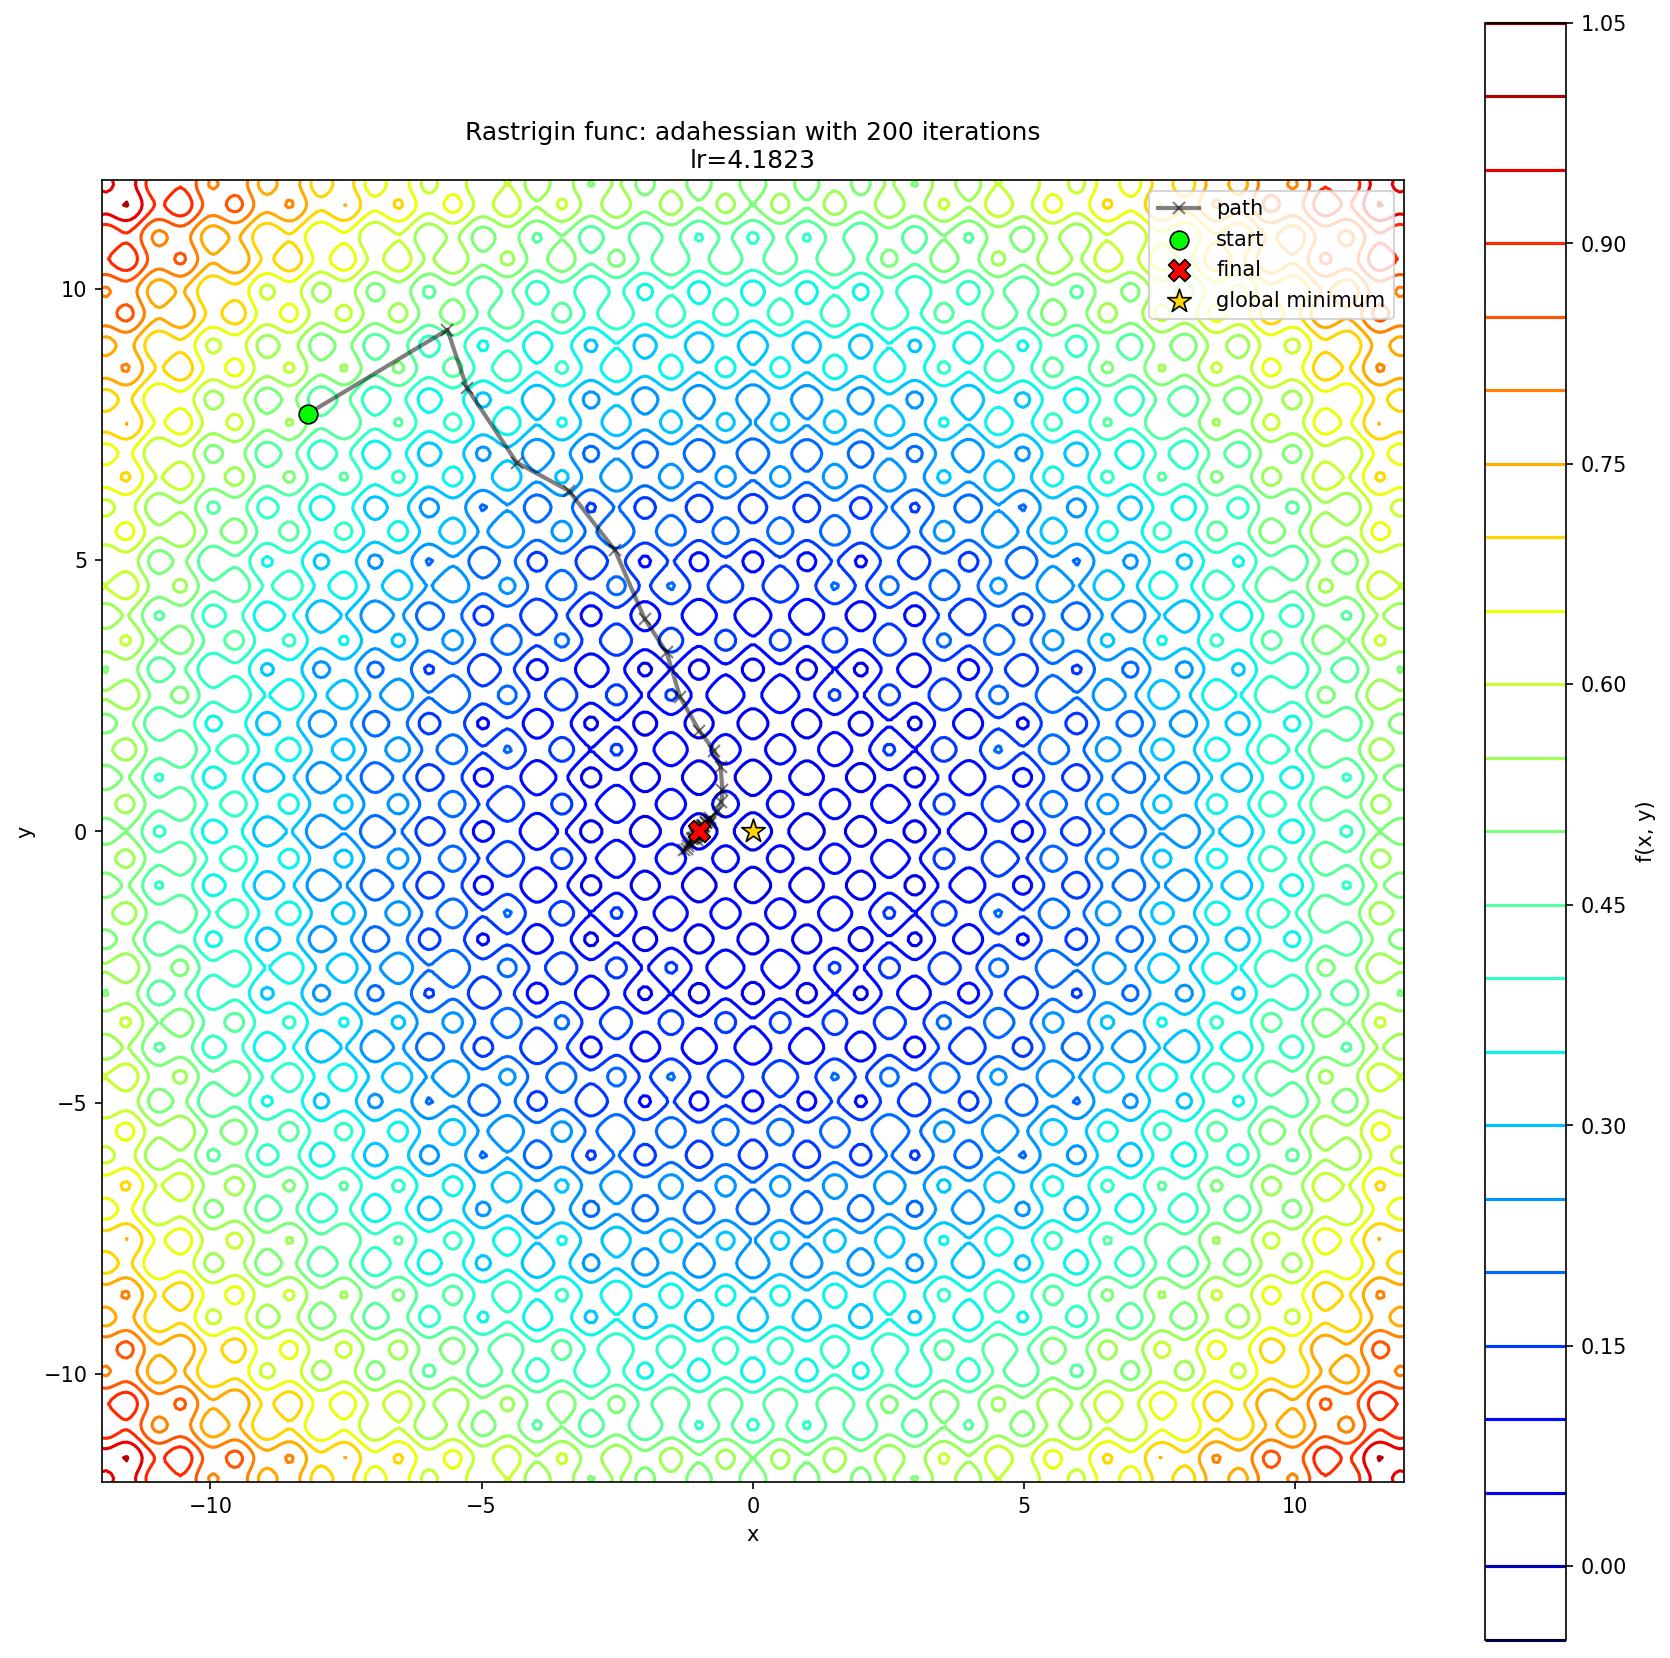 Rastrigin func: adahessian with 200 iterations
lr=4.1823
path
start
final
global minimum
10
5
0
−5
−10
y
−10
−5
0
5
10
x
1.05
0.90
0.75
0.60
0.45
0.30
0.15
0.00
f(x, y)